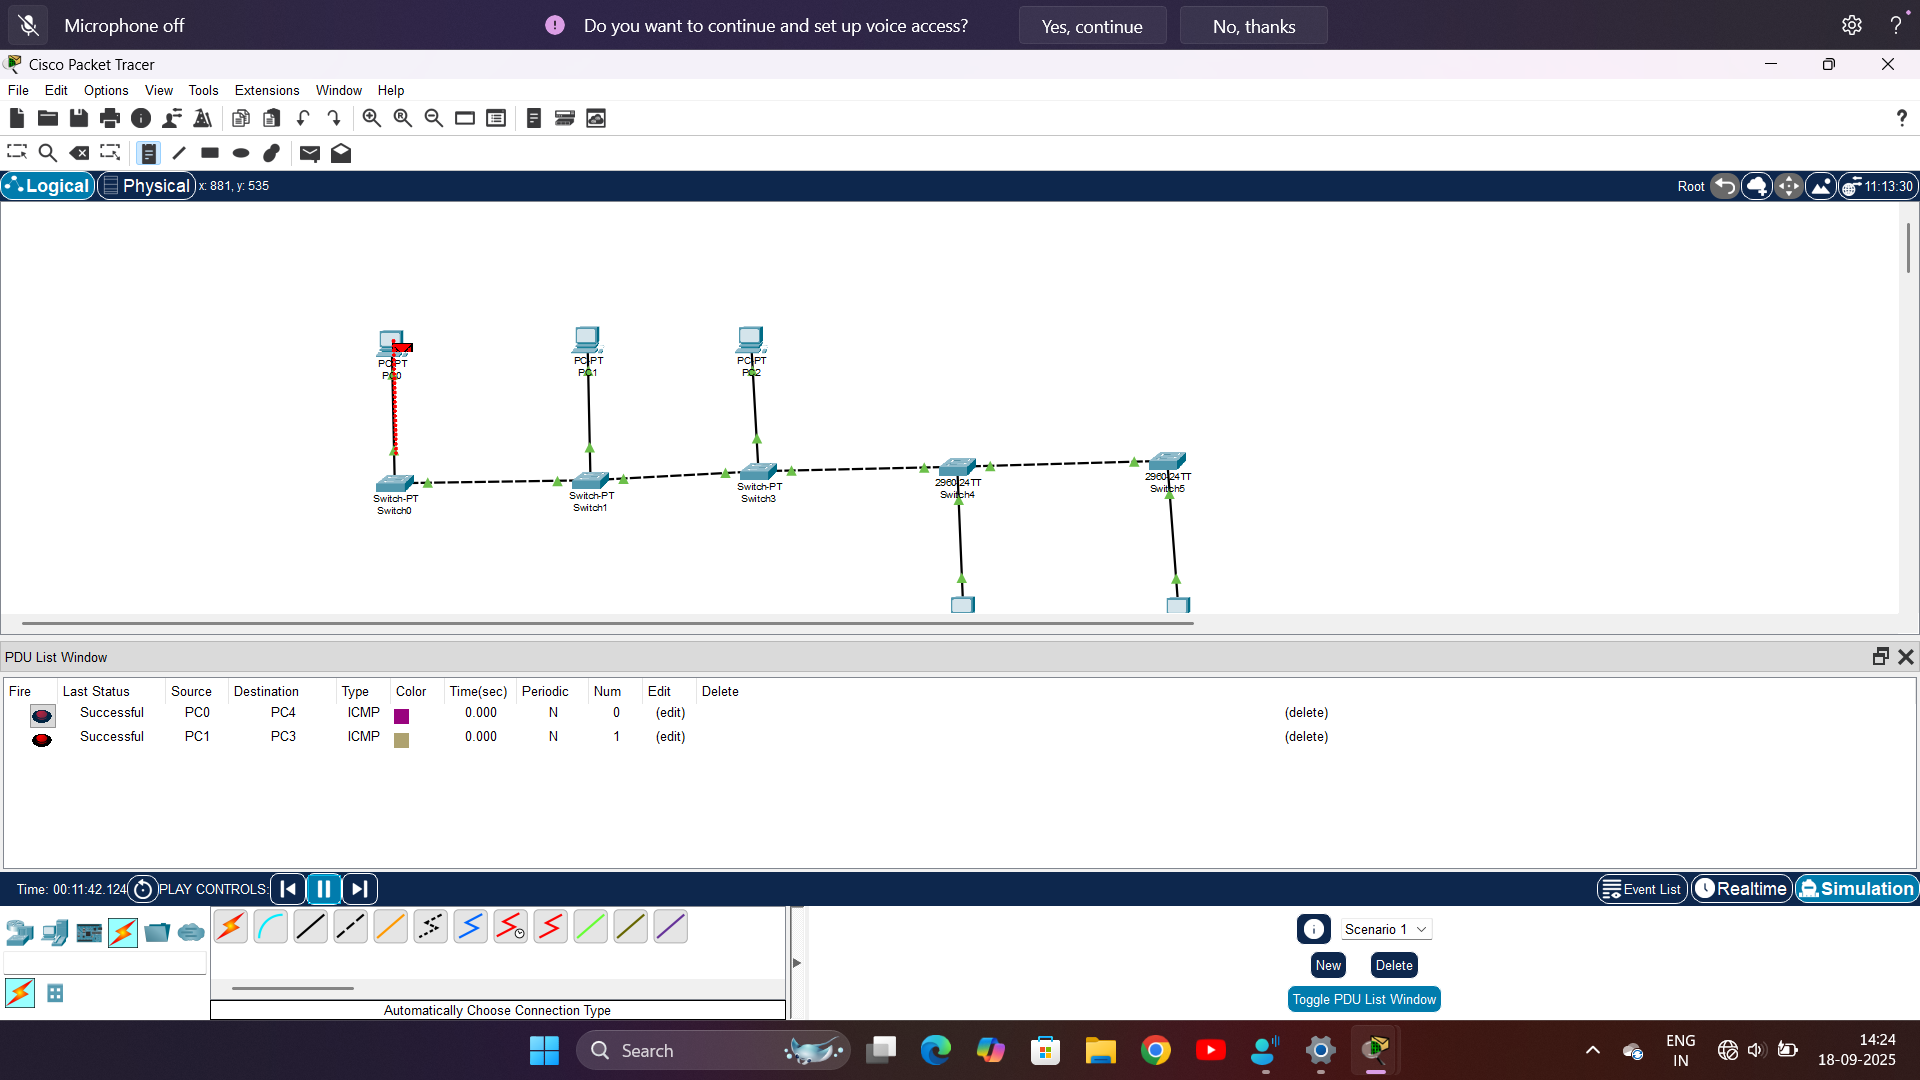 Microphone off
Do you want to continue and set up voice access?
Yes, continue
No, thanks
Cisco Packet Tracer
File Edit Options View Tools Extensions Window Help
Logical Physical x: 881, y: 535
Root 11:13:30
PC-PT
PC0
PC-PT
PC1
PC-PT
PC2
Switch-PT
Switch0
Switch-PT
Switch1
Switch-PT
Switch3
2960-24TT
Switch4
2960-24TT
Switch5
PDU List Window
Fire Last Status Source Destination Type Color Time(sec) Periodic Num Edit Delete
Successful PC0 PC4 ICMP 0.000 N 0 (edit) (delete)
Successful PC1 PC3 ICMP 0.000 N 1 (edit) (delete)
Time: 00:11:42.124 PLAY CONTROLS:
Event List Realtime Simulation
Scenario 1
New Delete
Toggle PDU List Window
Automatically Choose Connection Type
Search
ENG
IN
14:24
18-09-2025